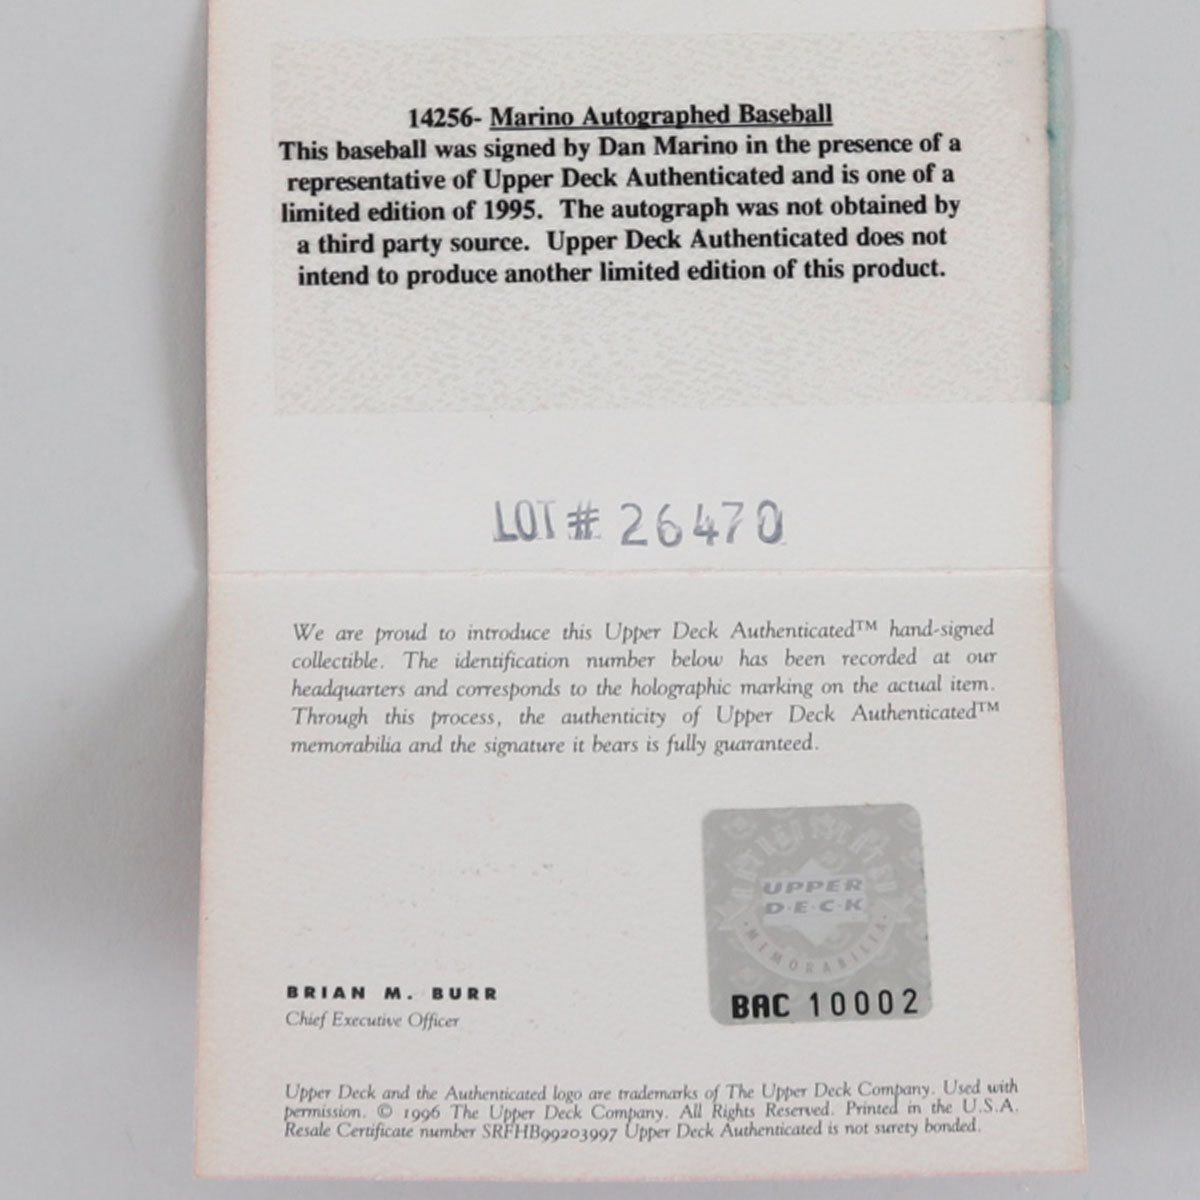 14256- Marino Autographed Baseball
This baseball was signed by Dan Marino in the presence of a
representative of Upper Deck Authenticated and is one of a
limited edition of 1995. The autograph was not obtained by
a third party source. Upper Deck Authenticated does not
intend to produce another limited edition of this product.
LOT # 26470
We are proud to introduce this Upper Deck Authenticated™ hand-signed
collectible. The identification number below has been recorded at our
headquarters and corresponds to the holographic marking on the actual item.
Through this process, the authenticity of Upper Deck Authenticated™
memorabilia and the signature it bears is fully guaranteed.
AUTHENTICATED
UPPER
D·E·C·K
·MEMORABILIA·
BAC 10002
BRIAN M. BURR
Chief Executive Officer
Upper Deck and the Authenticated logo are trademarks of The Upper Deck Company. Used with
permission. © 1996 The Upper Deck Company. All Rights Reserved. Printed in the U.S.A.
Resale Certificate number SRFHB99203997 Upper Deck Authenticated is not surety bonded.